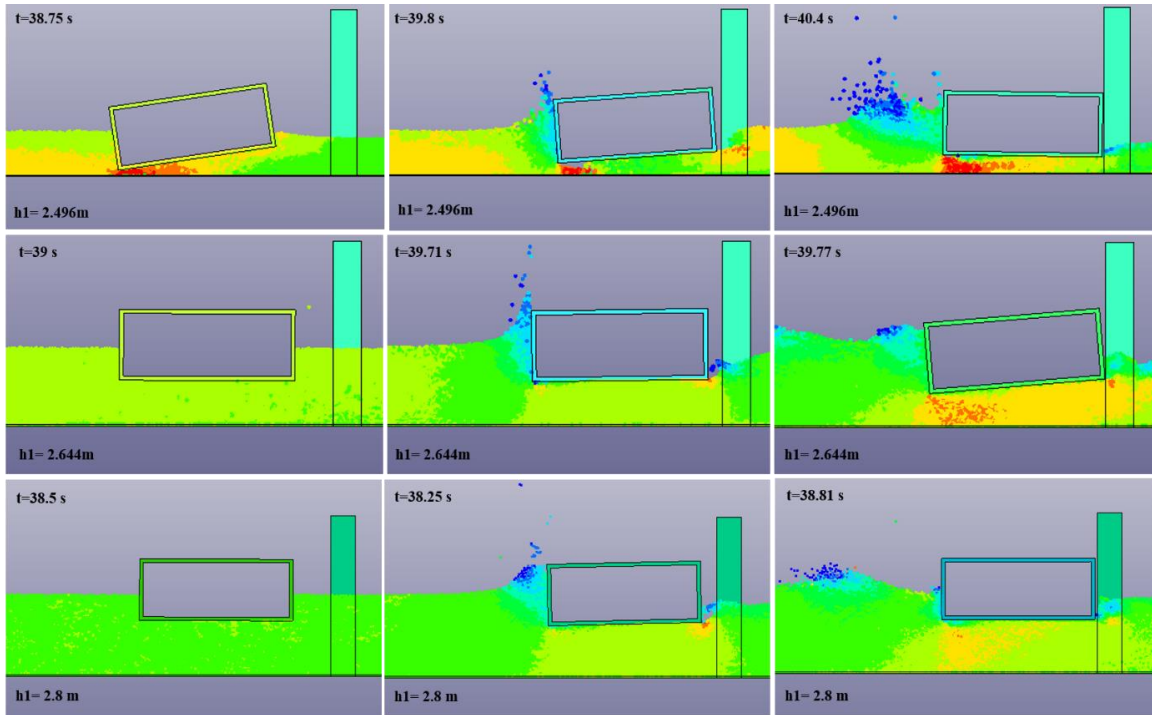 t=38.75 s
t=39.8 s
t=40.4 s
h1= 2.496m
h1= 2.496m
h1= 2.496m
t=39 s
t=39.71 s
t=39.77 s
h1= 2.644m
h1= 2.644m
h1= 2.644m
t=38.5 s
t=38.25 s
t=38.81 s
h1= 2.8 m
h1= 2.8 m
h1= 2.8 m